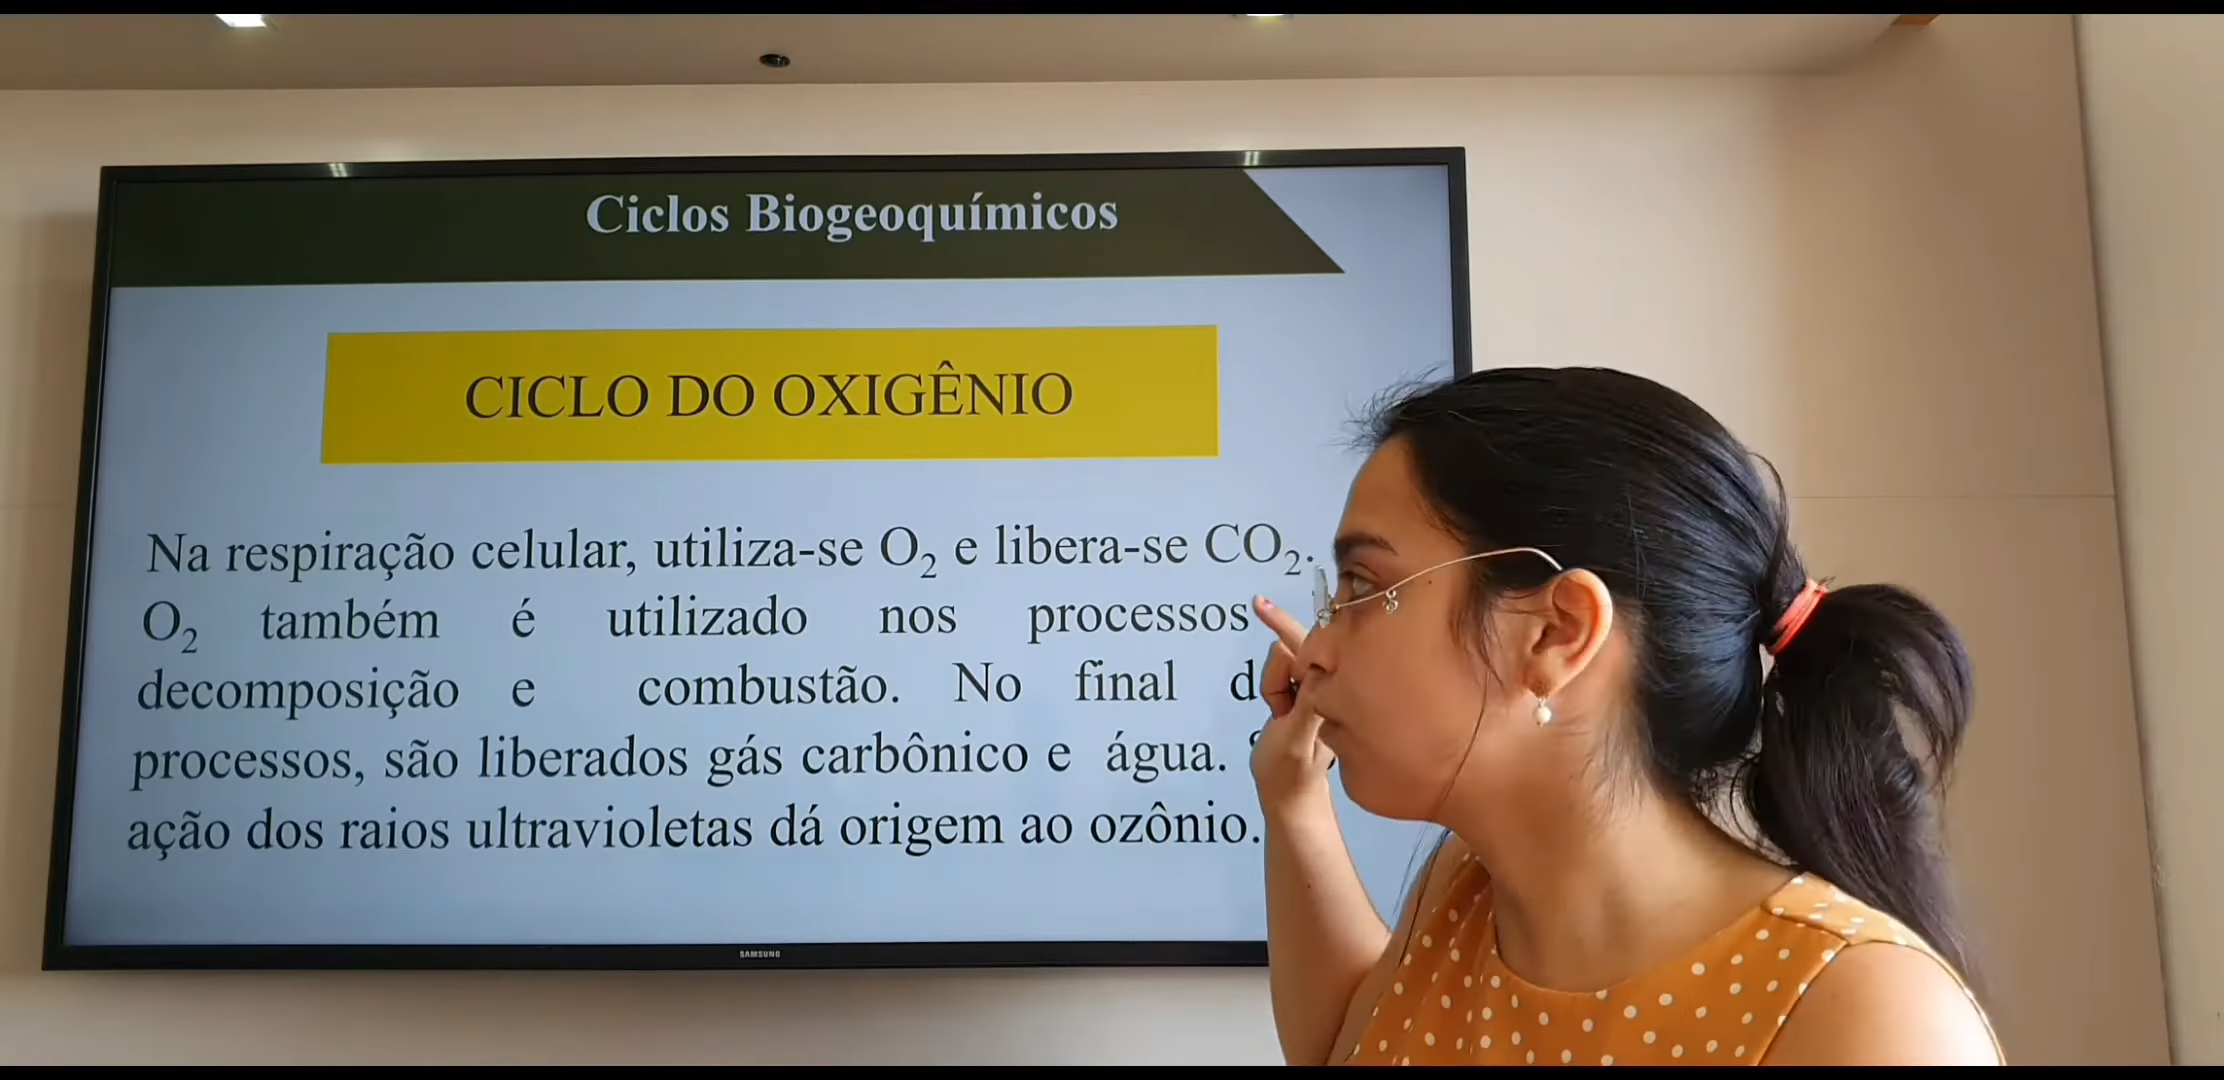 Ciclos Biogeoquímicos
CICLO DO OXIGÊNIO
Na respiração celular, utiliza-se O₂ e libera-se CO₂.
O₂ também é utilizado nos processos
decomposição e combustão. No final
processos, são liberados gás carbônico e água.
ação dos raios ultravioletas dá origem ao ozônio.
SAMSUNG